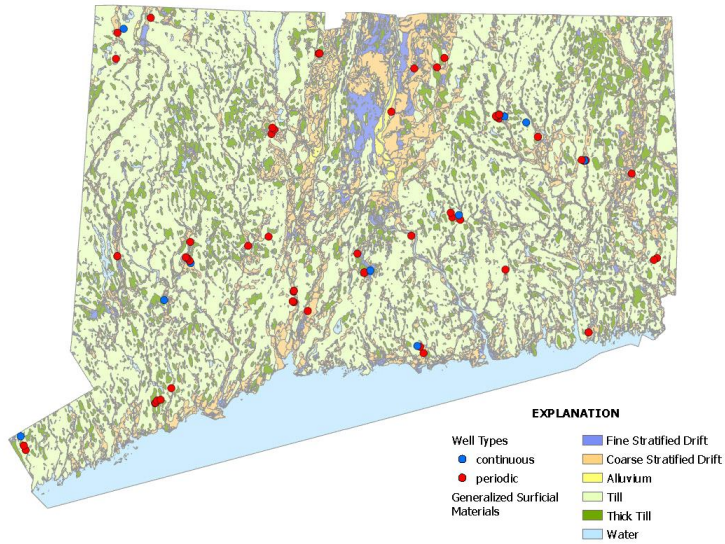 EXPLANATION
Well Types
continuous
periodic
Generalized Surficial
Materials
Fine Stratified Drift
Coarse Stratified Drift
Alluvium
Till
Thick Till
Water